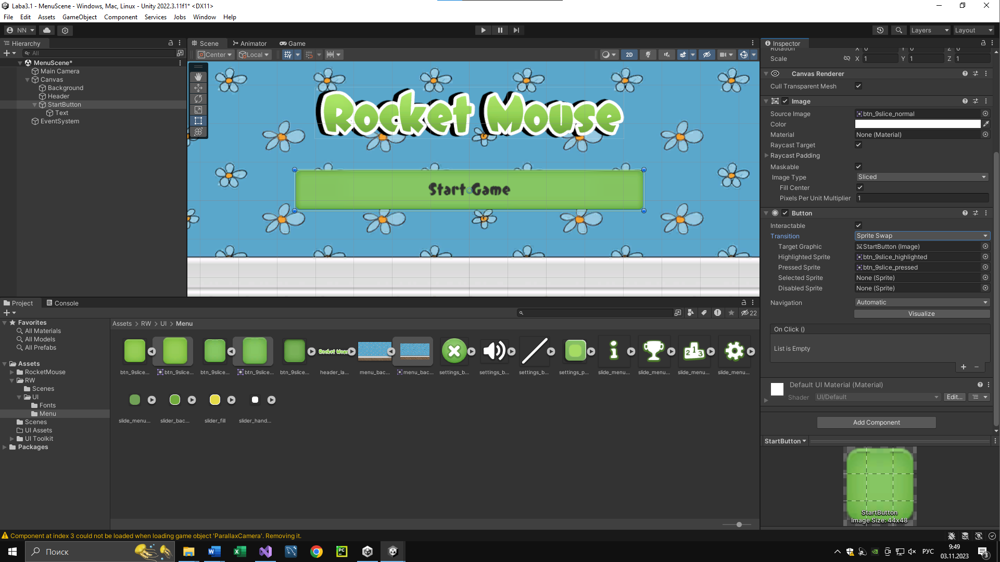 Laba3.1 - MenuScene - Windows, Mac, Linux - Unity 2022.3.11f1* <DX11>
File Edit Assets GameObject Component Services Jobs Window Help
NN
Layers
Layout
Hierarchy
All
MenuScene*
Main Camera
Canvas
Background
Header
StartButton
Text
EventSystem
Scene
Animator
Game
Center
Local
2D
Rocket Mouse
Start Game
Inspector
Rotation X 0 Y 0 Z 0
Scale X 1 Y 1 Z 1
Canvas Renderer
Cull Transparent Mesh
Image
Source Image btn_9slice_normal
Color
Material None (Material)
Raycast Target
Raycast Padding
Maskable
Image Type Sliced
Fill Center
Pixels Per Unit Multiplier 1
Button
Interactable
Transition Sprite Swap
Target Graphic StartButton (Image)
Highlighted Sprite btn_9slice_highlighted
Pressed Sprite btn_9slice_pressed
Selected Sprite None (Sprite)
Disabled Sprite None (Sprite)
Navigation Automatic
Visualize
On Click ()
List is Empty
Default UI Material (Material)
Shader UI/Default Edit...
Add Component
StartButton
StartButton
Image Size: 44x48
Project
Console
22
Favorites
All Materials
All Models
All Prefabs
Assets
RocketMouse
RW
Scenes
UI
Fonts
Menu
Scenes
UI Assets
UI Toolkit
Packages
Assets > RW > UI > Menu
Rocket Mouse
btn_9slice... btn_9slice... btn_9slice... btn_9slice... btn_9slice... header_la... menu_bac... menu_bac... settings_b... settings_b... settings_b... settings_p... slide_menu... slide_menu... slide_menu... slide_menu...
slide_menu... slider_bac... slider_fill slider_hand...
Component at index 3 could not be loaded when loading game object 'ParallaxCamera'. Removing it.
Поиск
РУС
9:49
03.11.2023
3